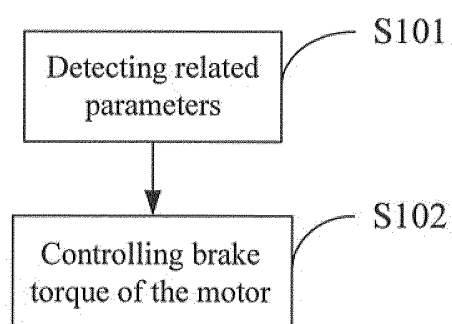 S101
Detecting related
parameters
S102
Controlling brake
torque of the motor